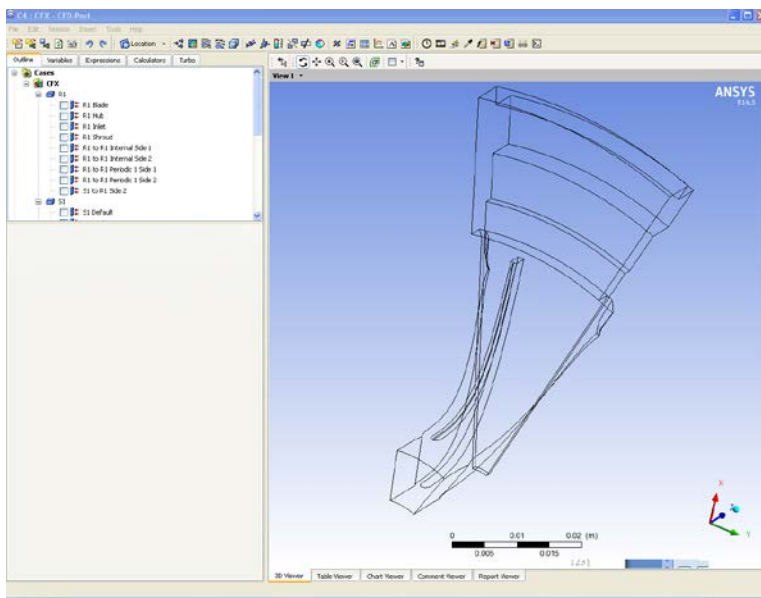 C4 : CFX - CFD-Post
File Edit Session Insert Tools Help
Location
Outline Variables Expressions Calculators Turbo
Cases
CFX
R1
R1 Blade
R1 Hub
R1 Inlet
R1 Shroud
R1 to R1 Internal Side 1
R1 to R1 Internal Side 2
R1 to R1 Periodic 1 Side 1
R1 to R1 Periodic 1 Side 2
S1 to R1 Side 2
S1
S1 Default
View 1
ANSYS
R14.5
X
Y
0 0.01 0.02 (m)
0.005 0.015
3D Viewer Table Viewer Chart Viewer Comment Viewer Report Viewer